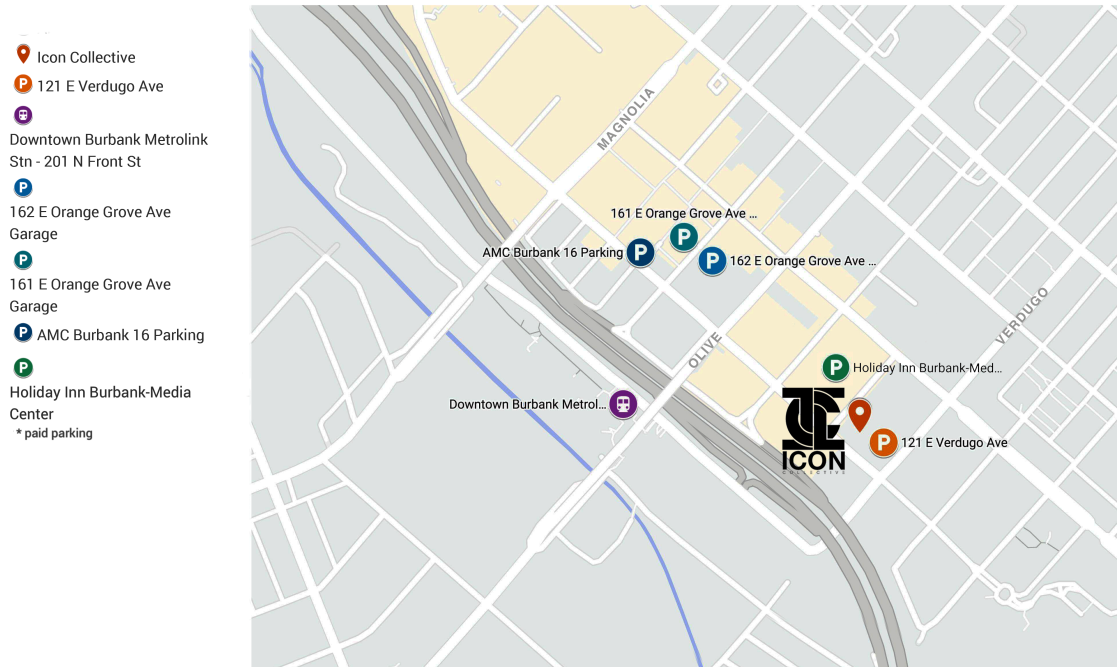 Icon Collective
P 121 E Verdugo Ave
Downtown Burbank Metrolink
Stn - 201 N Front St
P
162 E Orange Grove Ave
Garage
P
161 E Orange Grove Ave
Garage
P AMC Burbank 16 Parking
P
Holiday Inn Burbank-Media
Center
* paid parking
MAGNOLIA
161 E Orange Grove Ave ...
P
AMC Burbank 16 Parking P
P 162 E Orange Grove Ave ...
VERDUGO
OLIVE
P Holiday Inn Burbank-Med...
Downtown Burbank Metrol...
P 121 E Verdugo Ave
ICON
COLLECTIVE